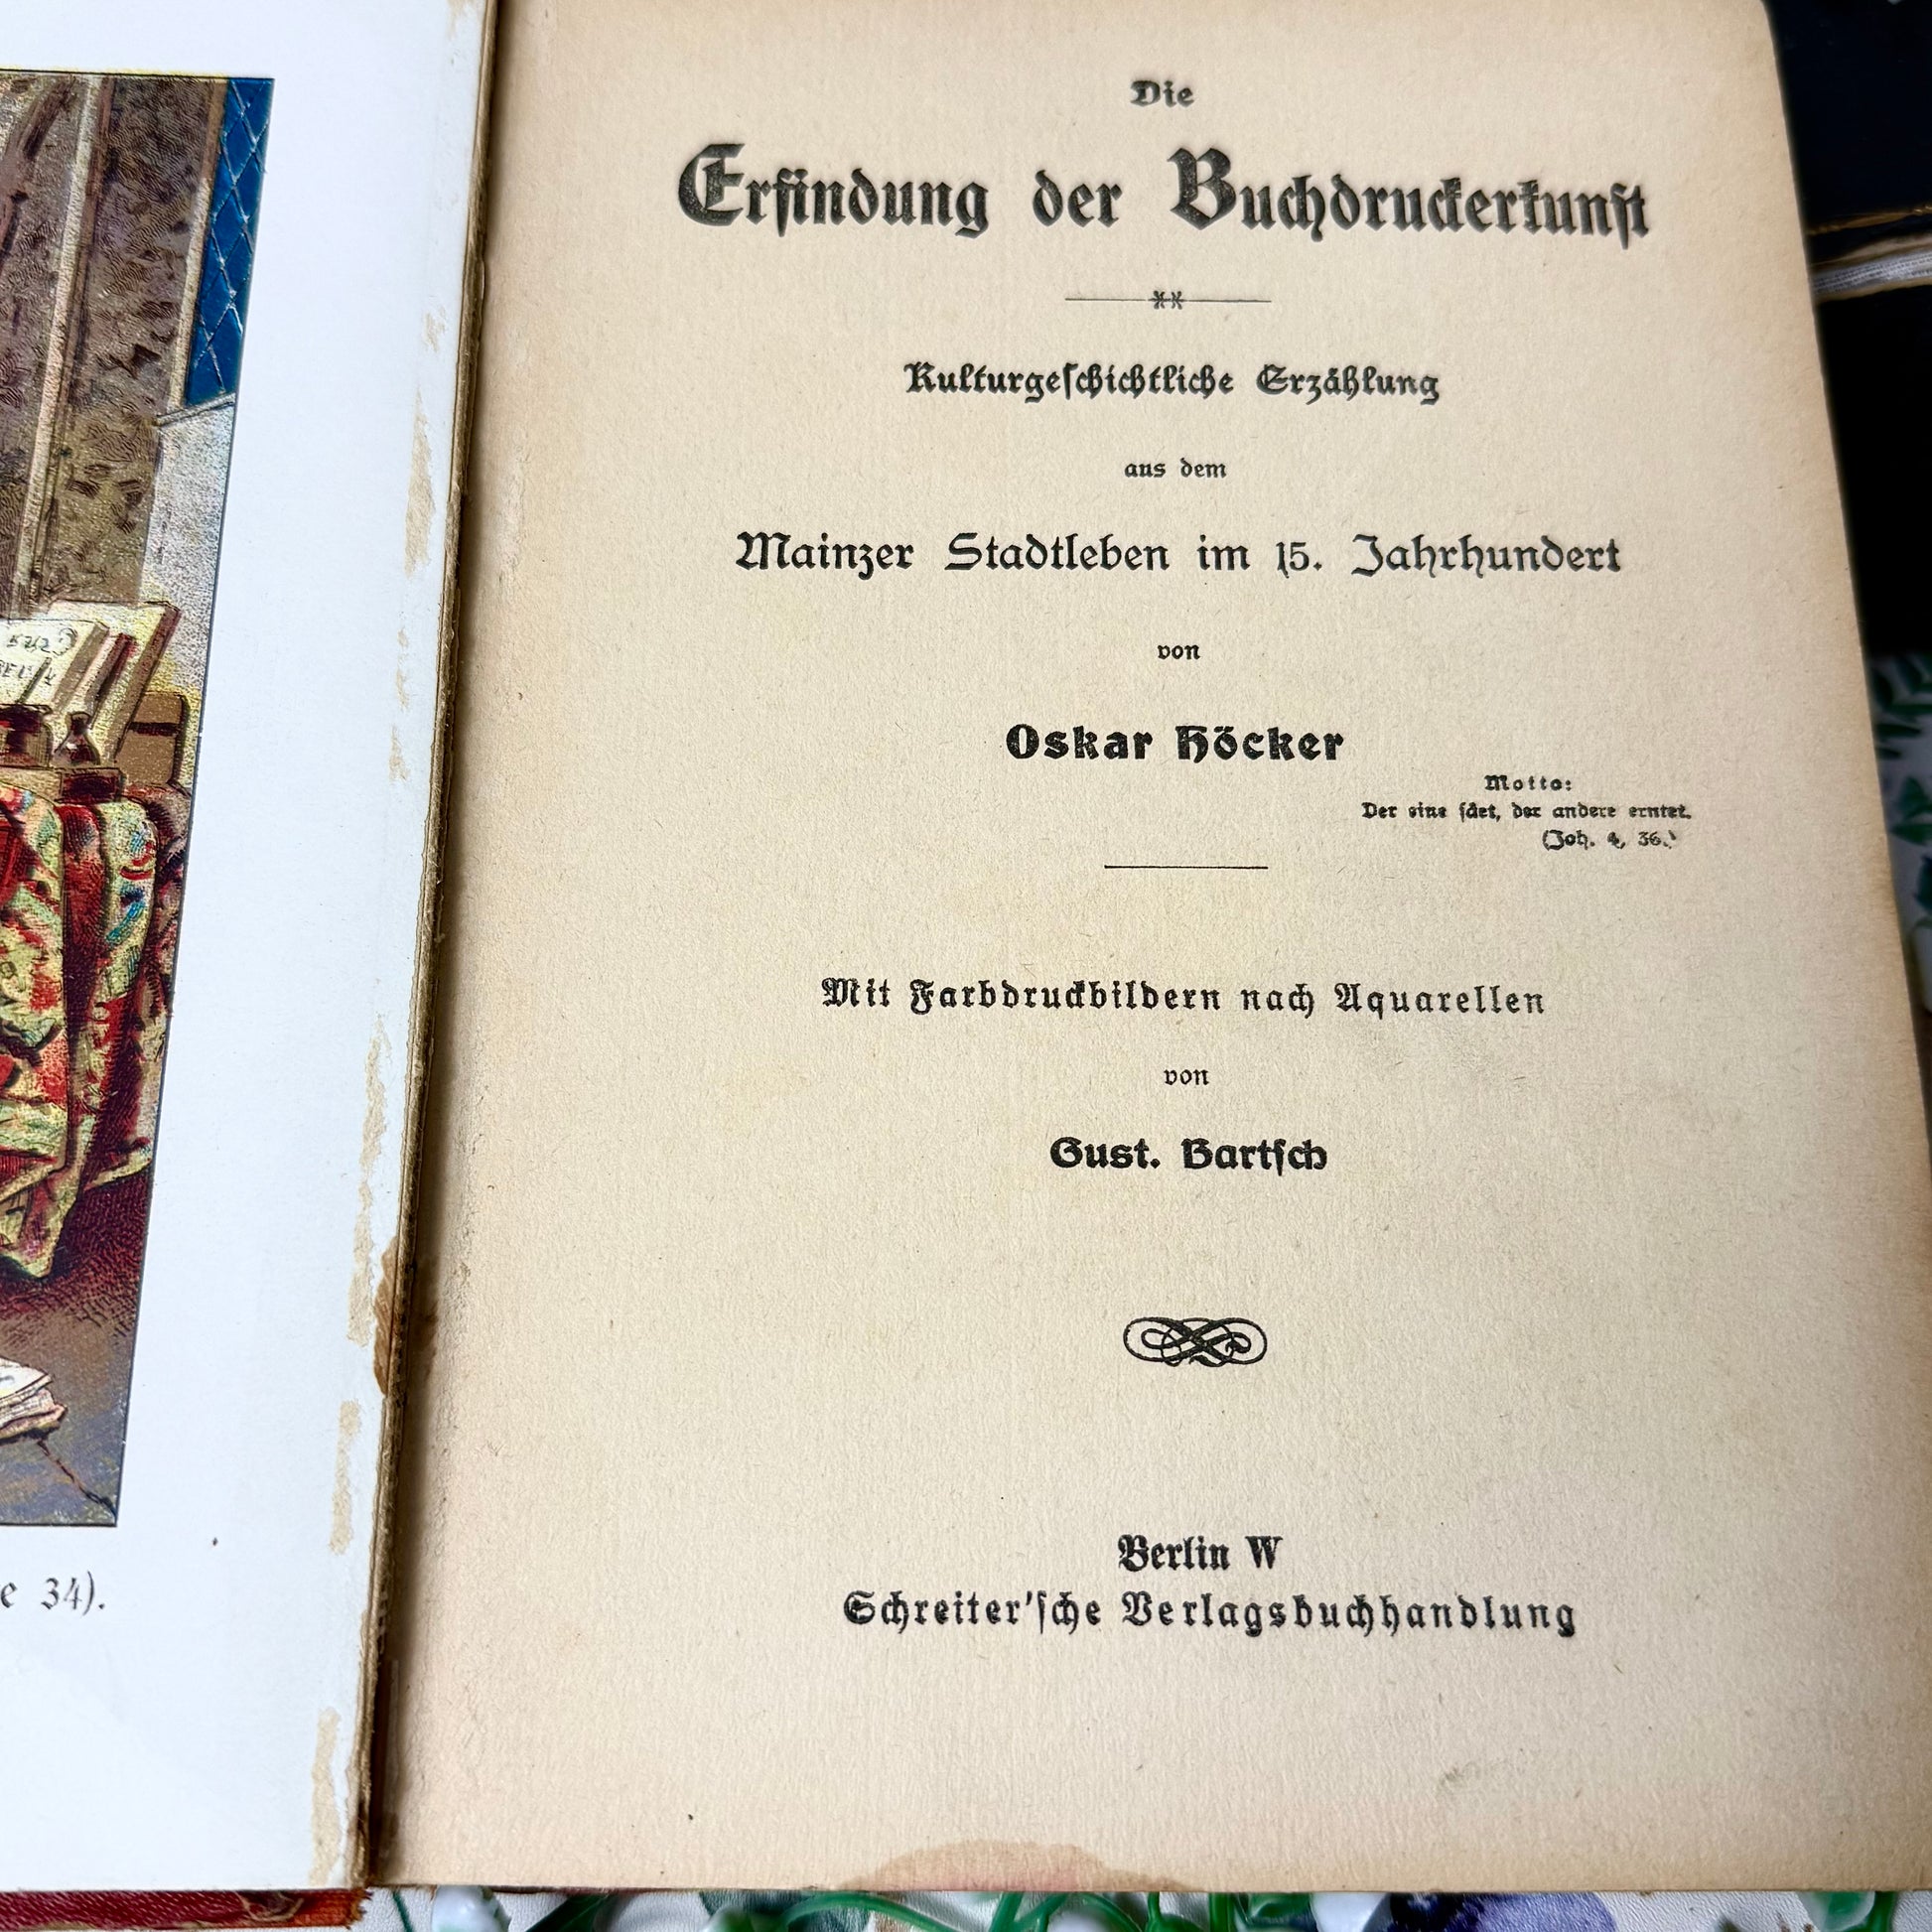 e 34).
Die
Erfindung der Buchdruckerkunst
Kulturgeſchichtliche Erzählung
aus dem
Mainzer Stadtleben im 15. Jahrhundert
von
Oskar Höcker
Motto:
Der eine ſäet, der andere erntet.
(Joh. 4, 36.)
Mit Farbdruckbildern nach Aquarellen
von
Gust. Bartſch
Berlin W
Schreiter'ſche Verlagsbuchhandlung